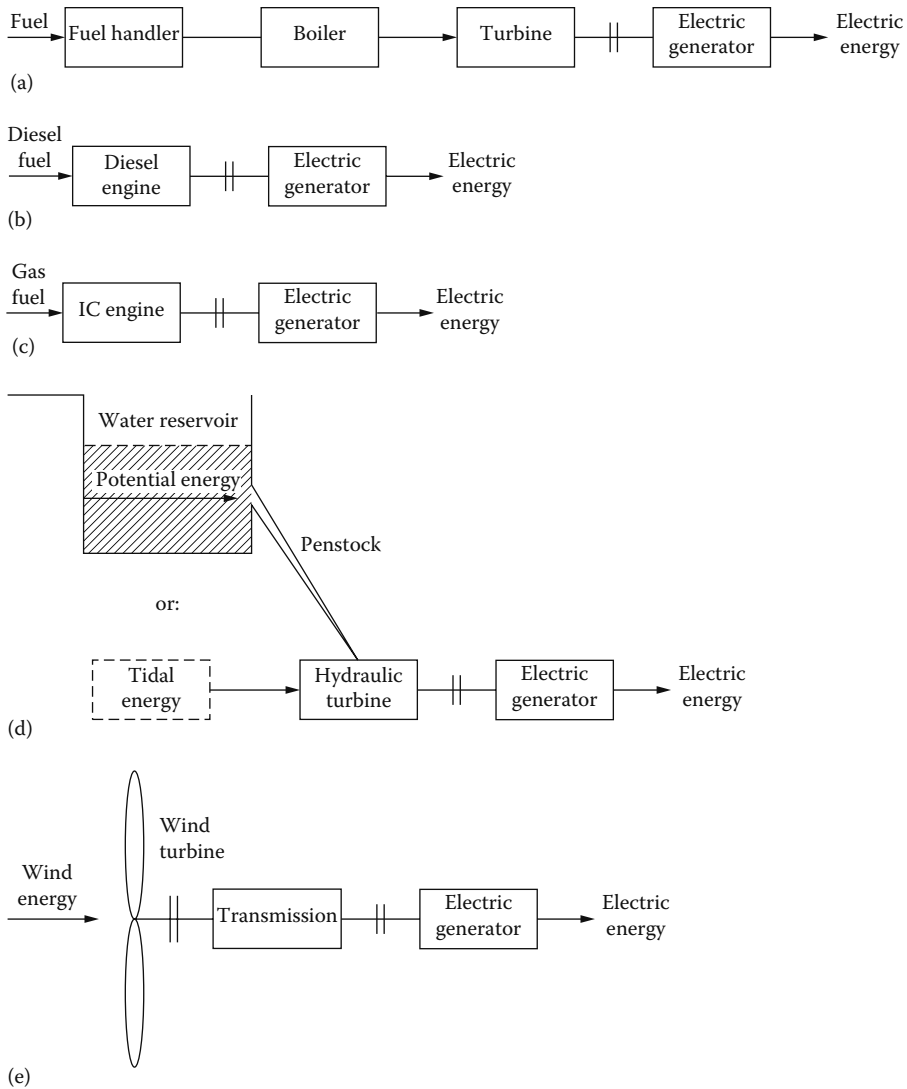 Fuel
Fuel handler
Boiler
Turbine
Electric
generator
Electric
energy
(a)
Diesel
fuel
Diesel
engine
Electric
generator
Electric
energy
(b)
Gas
fuel
IC engine
Electric
generator
Electric
energy
(c)
Water reservoir
Potential energy
Penstock
or:
Tidal
energy
Hydraulic
turbine
Electric
generator
Electric
energy
(d)
Wind
turbine
Wind
energy
Transmission
Electric
generator
Electric
energy
(e)